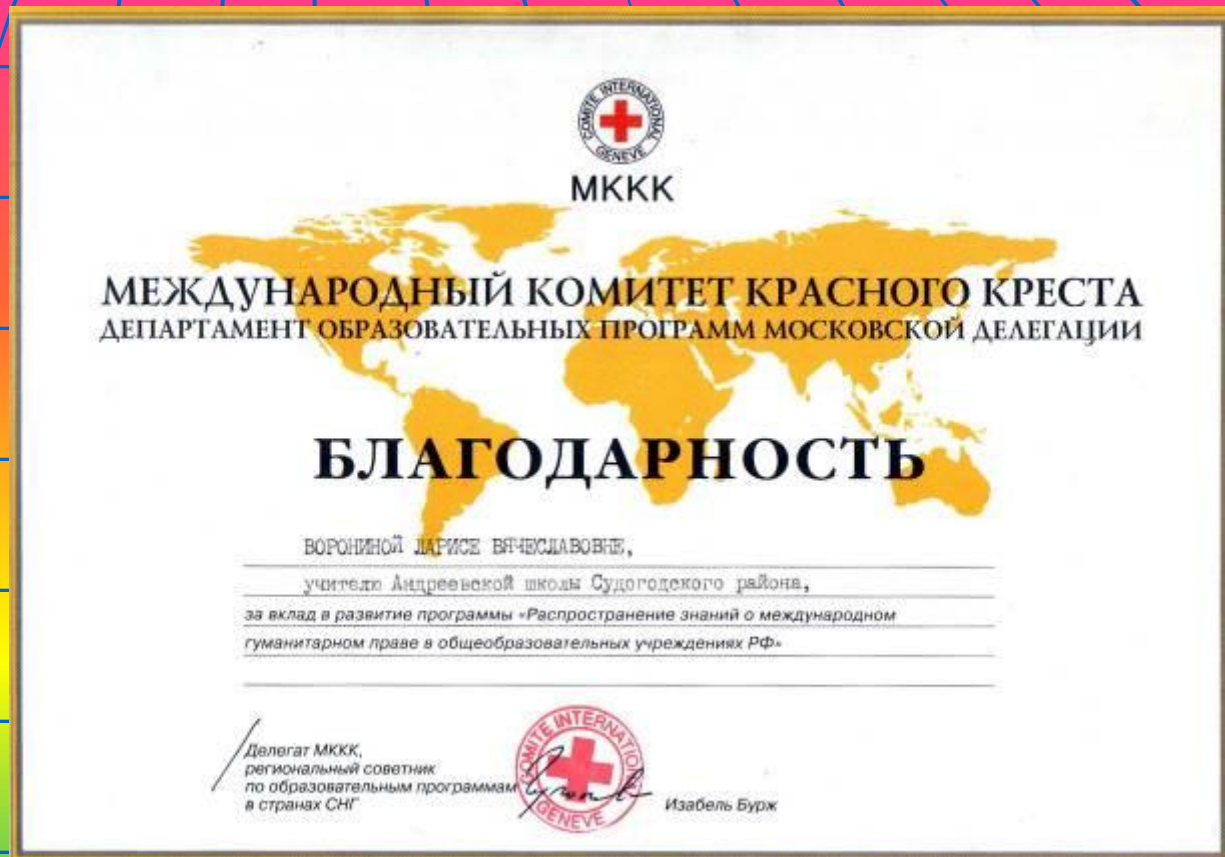 COMITE INTERNATIONAL GENEVE
МККК
МЕЖДУНАРОДНЫЙ КОМИТЕТ КРАСНОГО КРЕСТА
ДЕПАРТАМЕНТ ОБРАЗОВАТЕЛЬНЫХ ПРОГРАММ МОСКОВСКОЙ ДЕЛЕГАЦИИ
БЛАГОДАРНОСТЬ
ВОРОНИНОЙ ЛАРИСЕ ВЯЧЕСЛАВОВНЕ,
учителю Андреевской школы Судогодского района,
за вклад в развитие программы «Распространение знаний о международном
гуманитарном праве в общеобразовательных учреждениях РФ»
Делегат МККК,
региональный советник
по образовательным программам
в странах СНГ
COMITE INTERNATIONAL GENEVE
Изабель Бурж